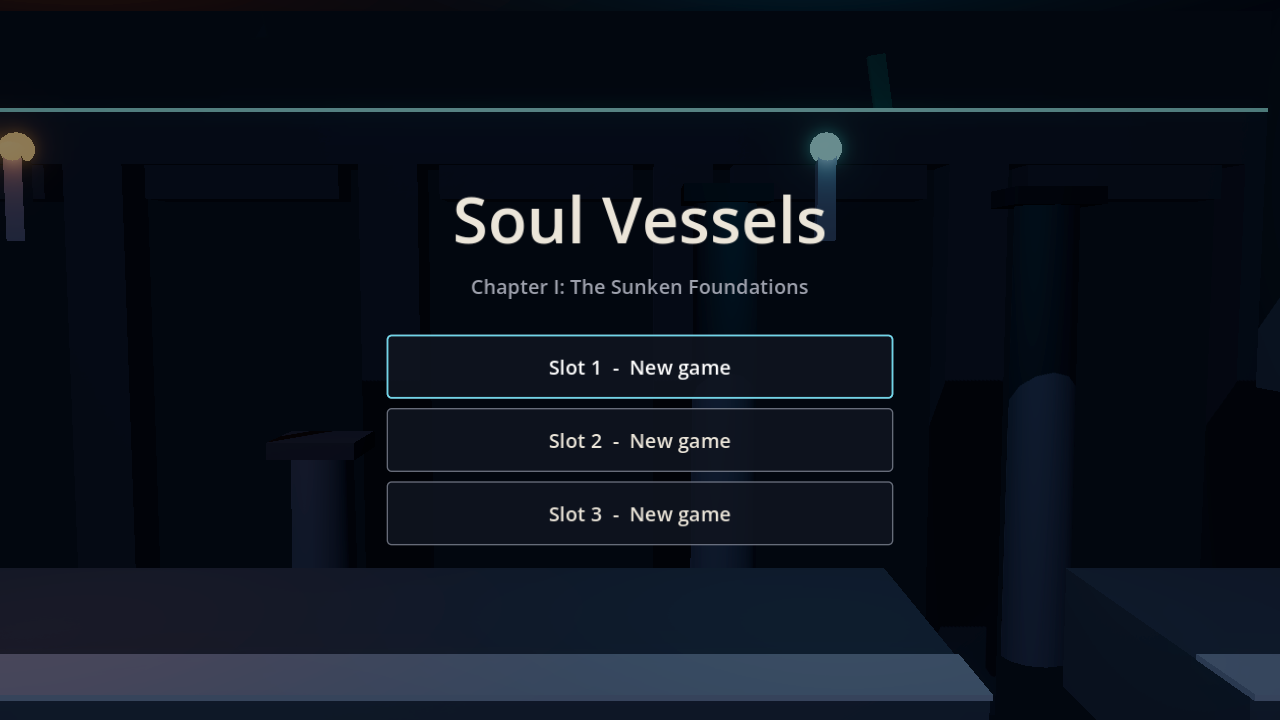 Soul Vessels
Chapter I: The Sunken Foundations
Slot 1 - New game
Slot 2 - New game
Slot 3 - New game